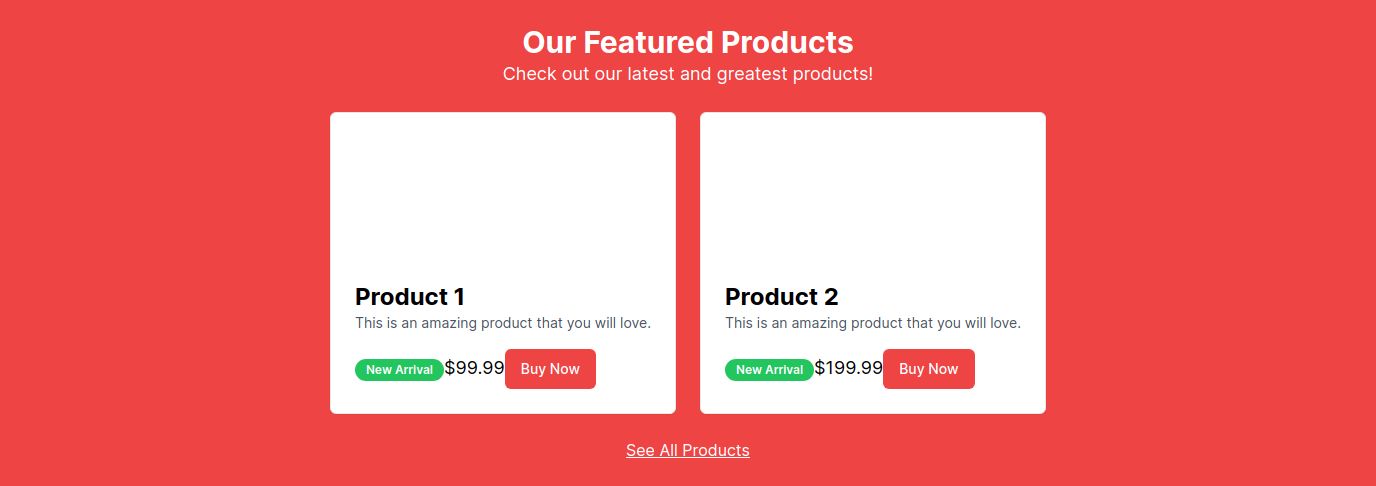 Our Featured Products
Check out our latest and greatest products!
Product 1
This is an amazing product that you will love.
New Arrival $99.99 Buy Now
Product 2
This is an amazing product that you will love.
New Arrival $199.99 Buy Now
See All Products